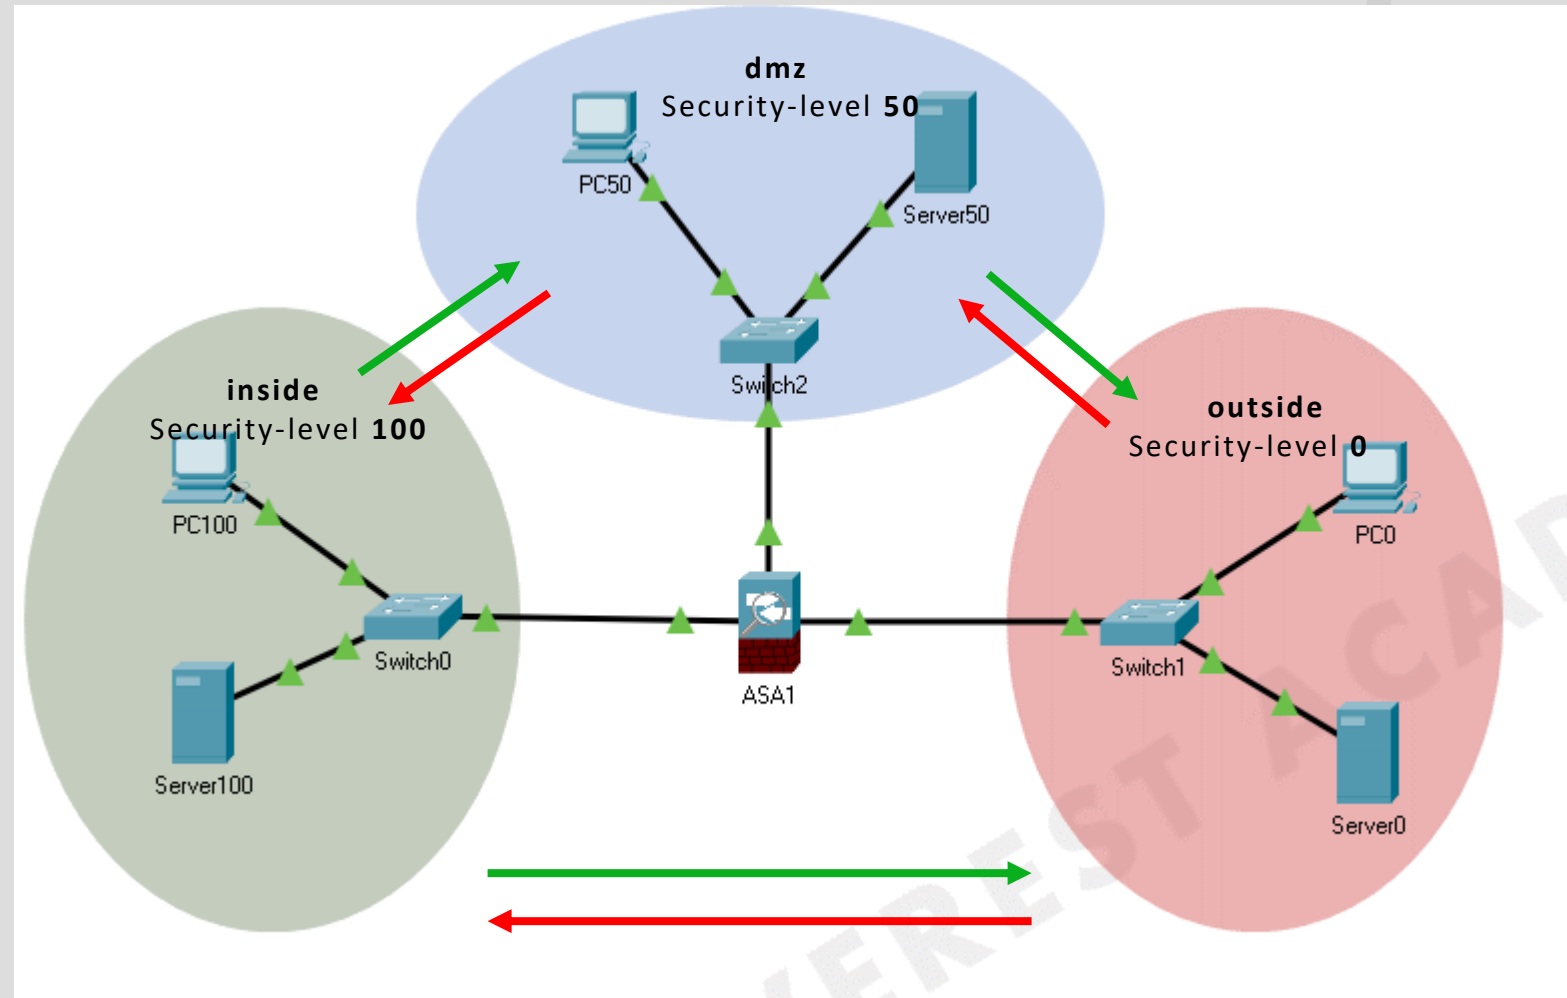 dmz
Security-level 50
PC50
Server50
Switch2
inside
Security-level 100
PC100
Switch0
Server100
ASA1
outside
Security-level 0
PC0
Switch1
Server0